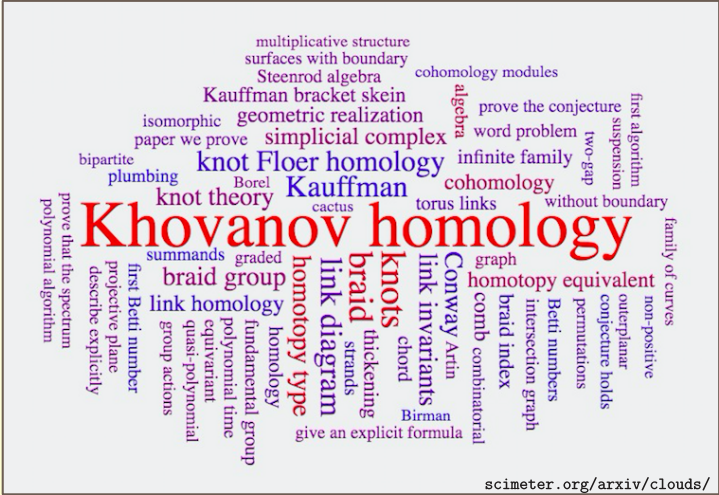 multiplicative structure
surfaces with boundary
Steenrod algebra
cohomology modules
Kauffman bracket skein
algebra
prove the conjecture
first algorithm
isomorphic
geometric realization
suspension
paper we prove
simplicial complex
word problem
two-gap
bipartite
knot Floer homology
infinite family
plumbing
Borel
Kauffman
cohomology
knot theory
cactus
torus links
without boundary
Khovanov homology
polynomial algorithm
prove that the spectrum
family of curves
summands
graded
graph
braid group
homotopy equivalent
describe explicitly
projective plane
first Betti number
link homology
homotopy type
link diagram
braid
knots
link invariants
Conway
group actions
quasi-polynomial
equivariant
polynomial time
fundamental group
homology
strands
thickening
chord
Artin
comb
combinatorial
braid index
intersection graph
Betti numbers
permutations
conjecture holds
outerplanar
non-positive
Birman
give an explicit formula
scimeter.org/arxiv/clouds/